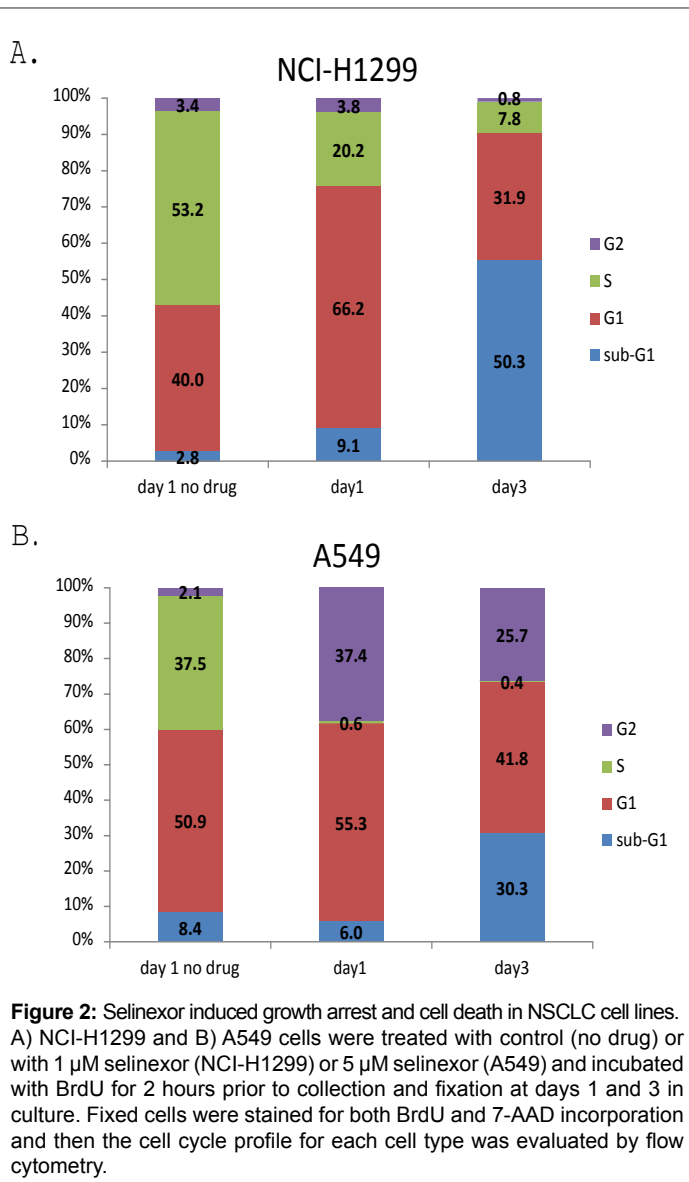 A.
NCI-H1299
100%
90%
80%
70%
60%
50%
40%
30%
20%
10%
0%
3.4
53.2
40.0
2.8
3.8
20.2
66.2
9.1
0.8
7.8
31.9
50.3
G2
S
G1
sub-G1
day 1 no drug
day1
day3
B.
A549
100%
90%
80%
70%
60%
50%
40%
30%
20%
10%
0%
2.1
37.5
50.9
8.4
37.4
0.6
55.3
6.0
25.7
0.4
41.8
30.3
G2
S
G1
sub-G1
day 1 no drug
day1
day3
Figure 2: Selinexor induced growth arrest and cell death in NSCLC cell lines.
A) NCI-H1299 and B) A549 cells were treated with control (no drug) or
with 1 µM selinexor (NCI-H1299) or 5 µM selinexor (A549) and incubated
with BrdU for 2 hours prior to collection and fixation at days 1 and 3 in
culture. Fixed cells were stained for both BrdU and 7-AAD incorporation
and then the cell cycle profile for each cell type was evaluated by flow
cytometry.